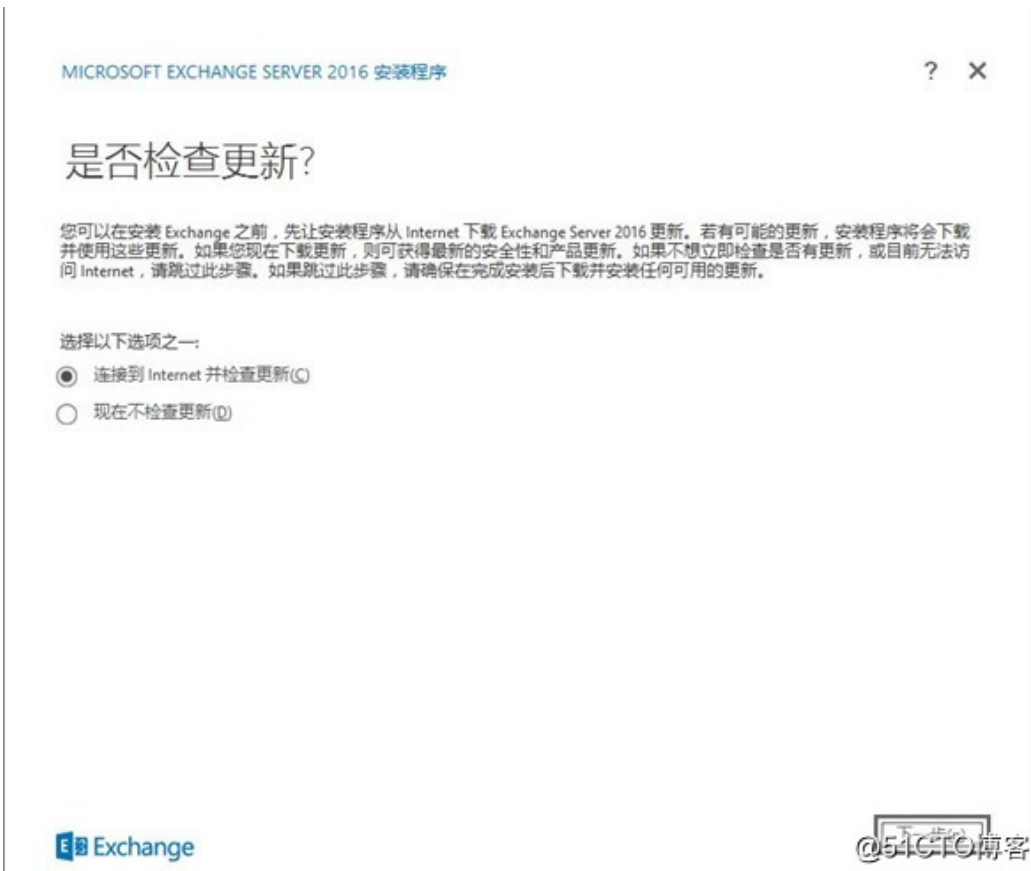 MICROSOFT EXCHANGE SERVER 2016 安装程序
? ×
是否检查更新?
您可以在安装 Exchange 之前，先让安装程序从 Internet 下载 Exchange Server 2016 更新。若有可能的更新，安装程序将会下载
并使用这些更新。如果您现在下载更新，则可获得最新的安全性和产品更新。如果不想立即检查是否有更新，或目前无法访
问 Internet，请跳过此步骤。如果跳过此步骤，请确保在完成安装后下载并安装任何可用的更新。
选择以下选项之一:
连接到 Internet 并检查更新(C)
现在不检查更新(D)
E Exchange
下一步
@51CTO博客